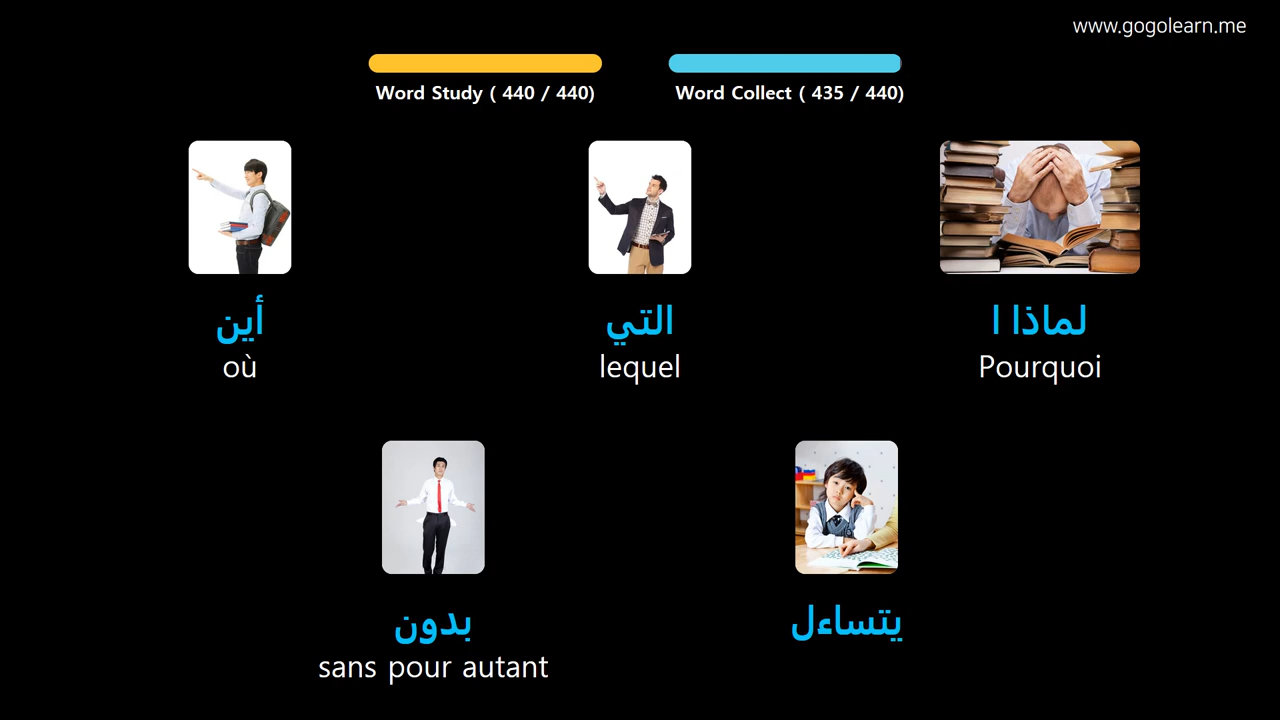 www.gogolearn.me
Word Study ( 440 / 440)
Word Collect ( 435 / 440)
أين
où
التي
lequel
لماذا ا
Pourquoi
بدون
sans pour autant
يتساءل